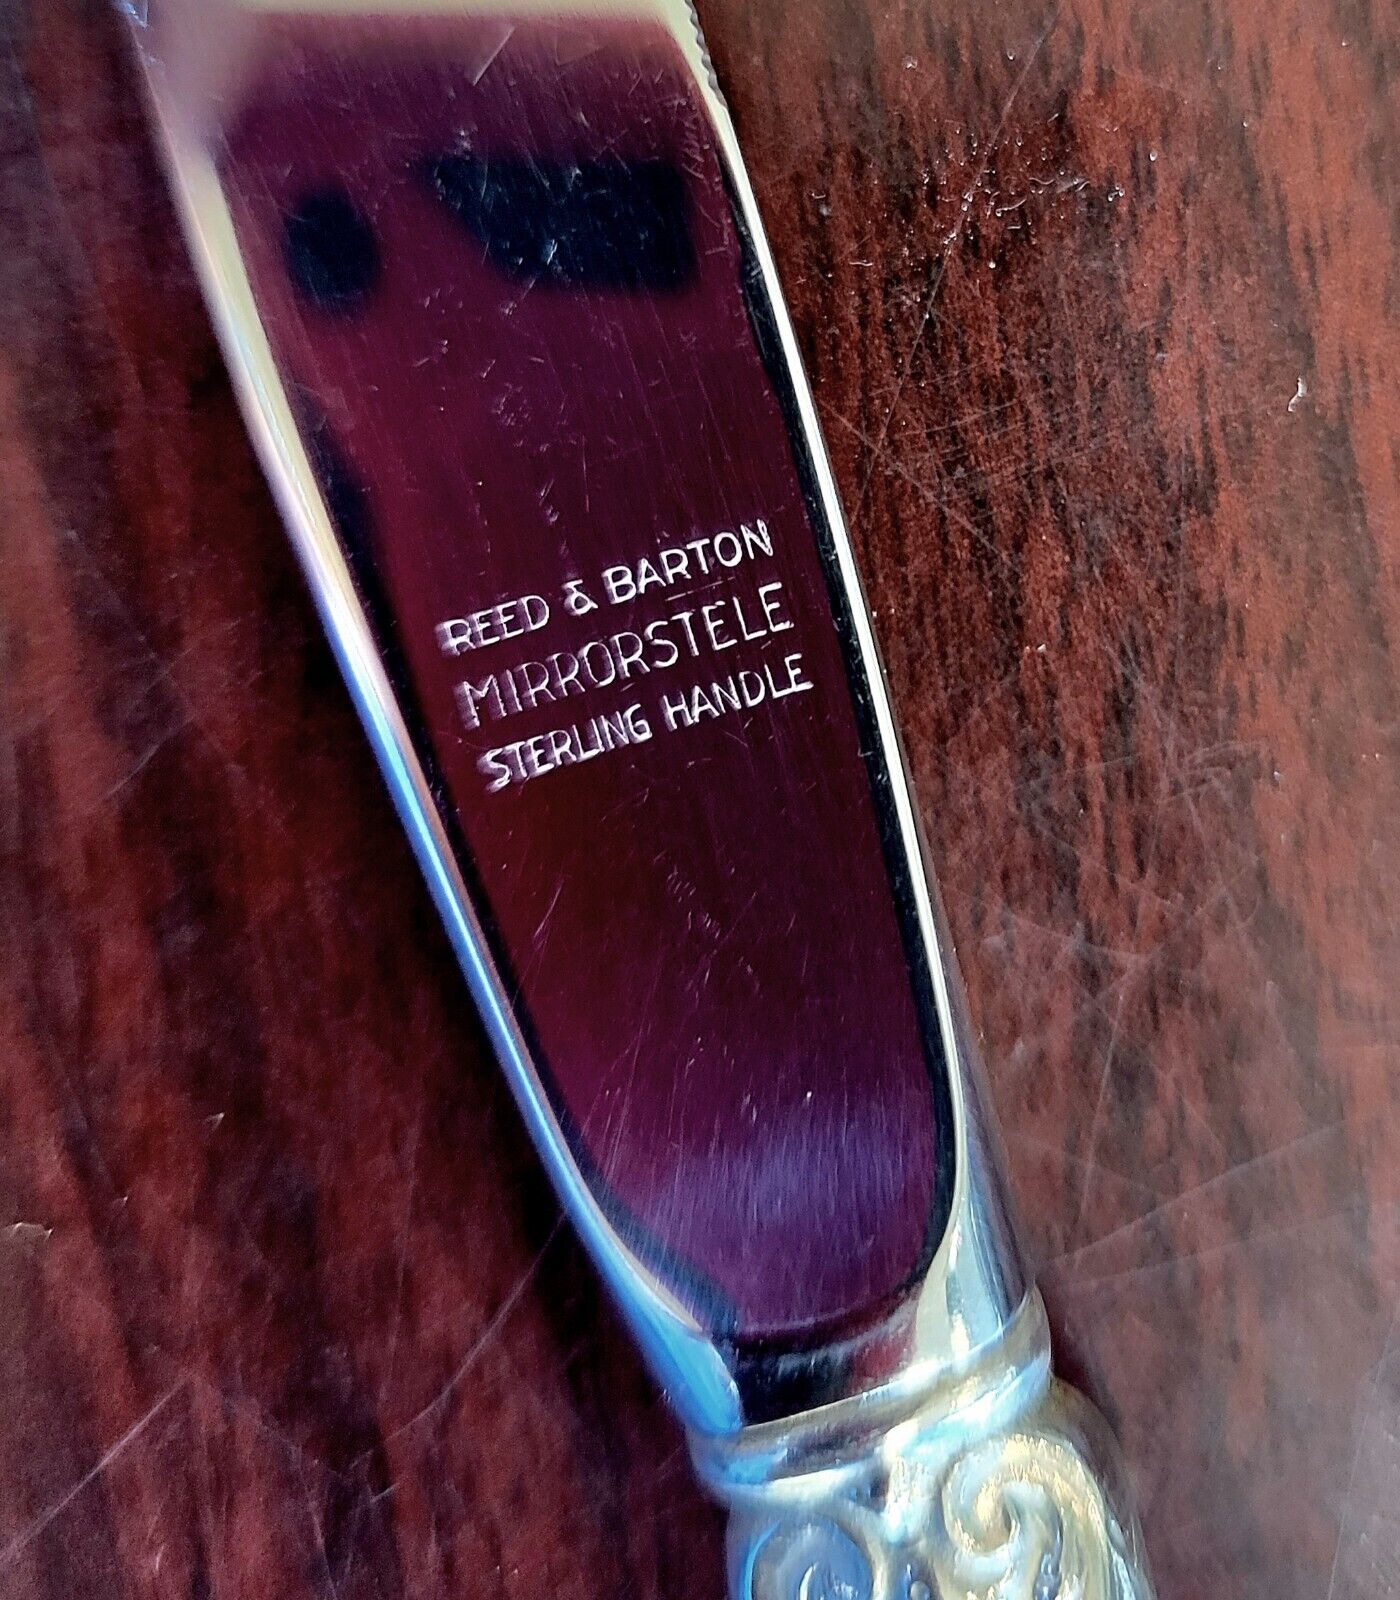 REED & BARTON
MIRRORSTELE
STERLING HANDLE